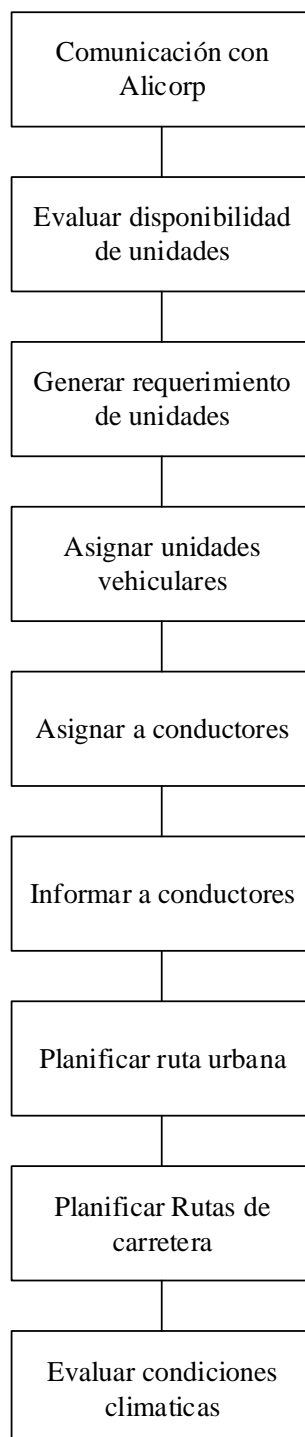 Comunicación con
Alicorp
Evaluar disponibilidad
de unidades
Generar requerimiento
de unidades
Asignar unidades
vehiculares
Asignar a conductores
Informar a conductores
Planificar ruta urbana
Planificar Rutas de
carretera
Evaluar condiciones
climaticas